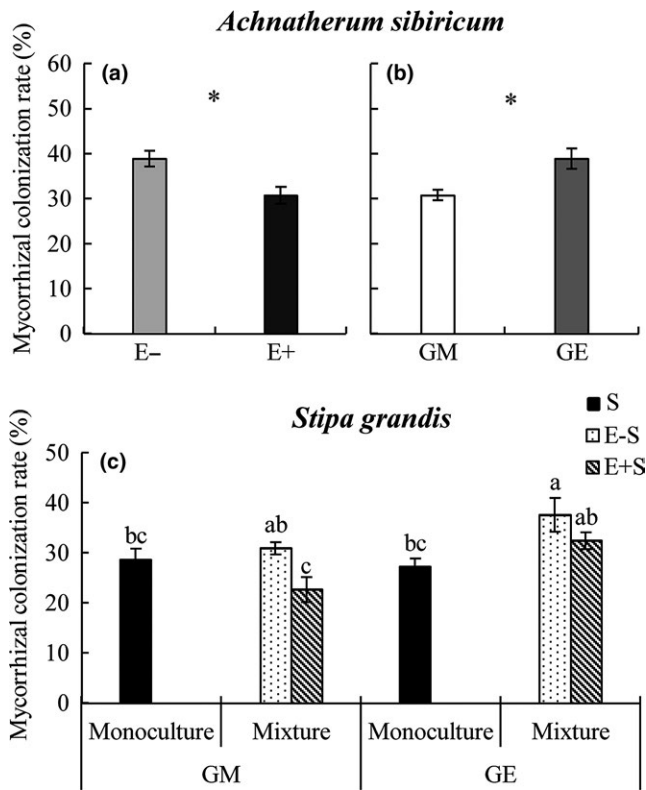 Achnatherum sibiricum
Mycorrhizal colonization rate (%)
60
50
40
30
20
10
0
(a)
*
E− E+
(b)
*
GM GE
Stipa grandis
S
E-S
E+S
Mycorrhizal colonization rate (%)
50
40
30
20
10
0
(c)
bc ab c bc a ab
Monoculture Mixture Monoculture Mixture
GM GE